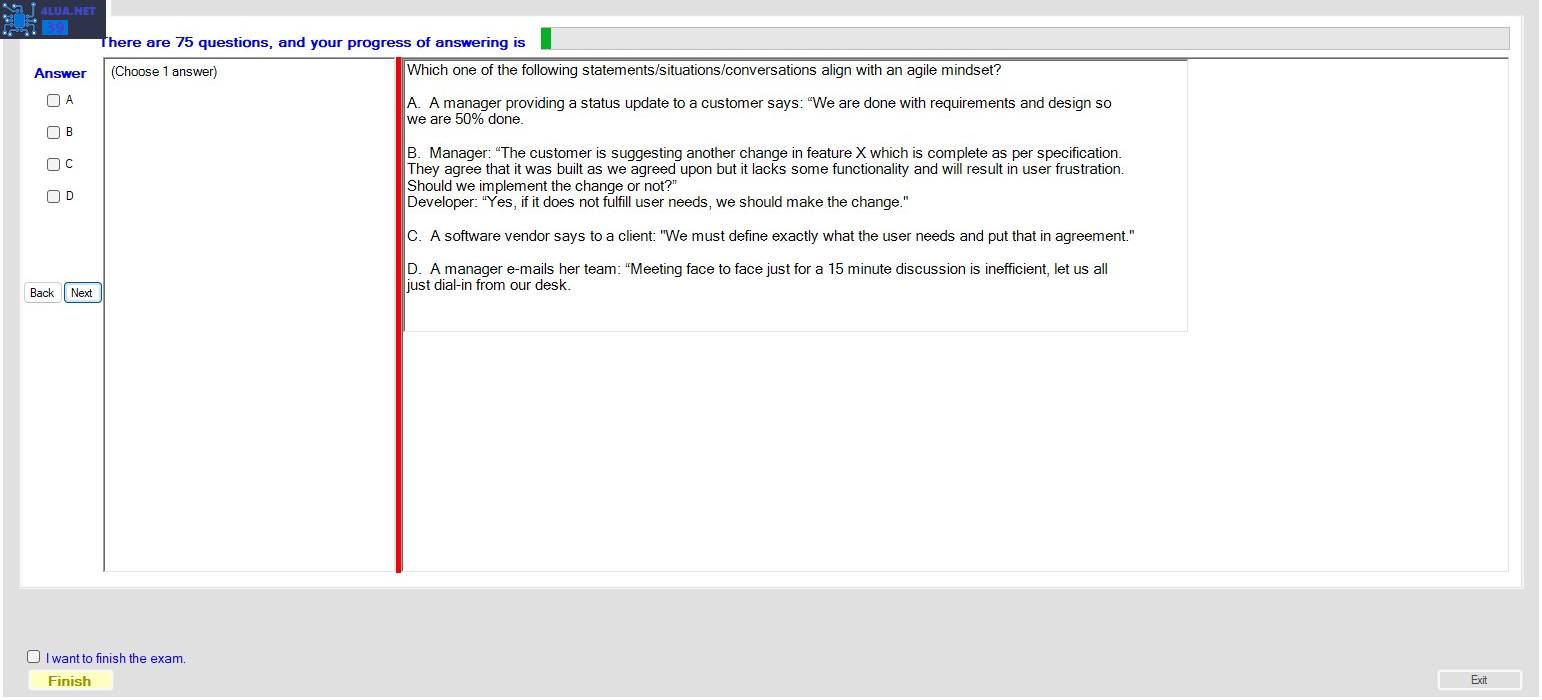 4LUA.NET
39
There are 75 questions, and your progress of answering is
Answer
(Choose 1 answer)
A
B
C
D
Back
Next
Which one of the following statements/situations/conversations align with an agile mindset?
A. A manager providing a status update to a customer says: “We are done with requirements and design so
we are 50% done.
B. Manager: “The customer is suggesting another change in feature X which is complete as per specification.
They agree that it was built as we agreed upon but it lacks some functionality and will result in user frustration.
Should we implement the change or not?”
Developer: “Yes, if it does not fulfill user needs, we should make the change."
C. A software vendor says to a client: "We must define exactly what the user needs and put that in agreement."
D. A manager e-mails her team: “Meeting face to face just for a 15 minute discussion is inefficient, let us all
just dial-in from our desk.
I want to finish the exam.
Finish
Exit